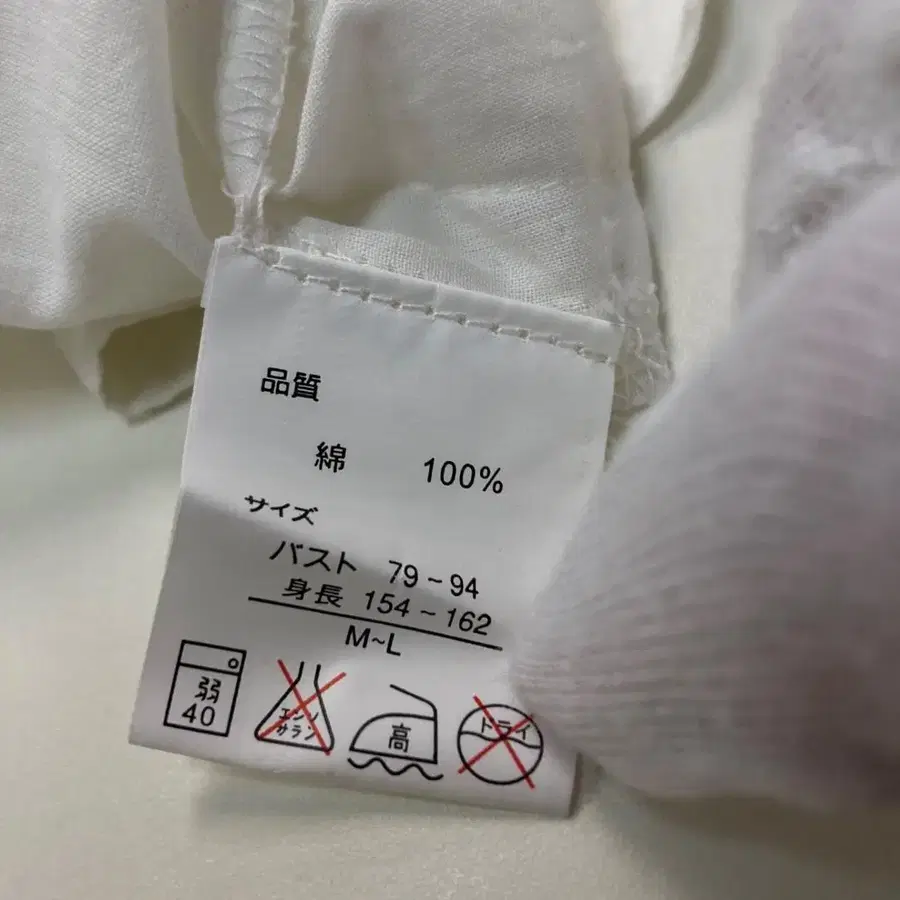 品質
綿 100%
サイズ
バスト 79-94
身長 154~162
M~L
弱
40
エンソ
サラシ
高
ドライ